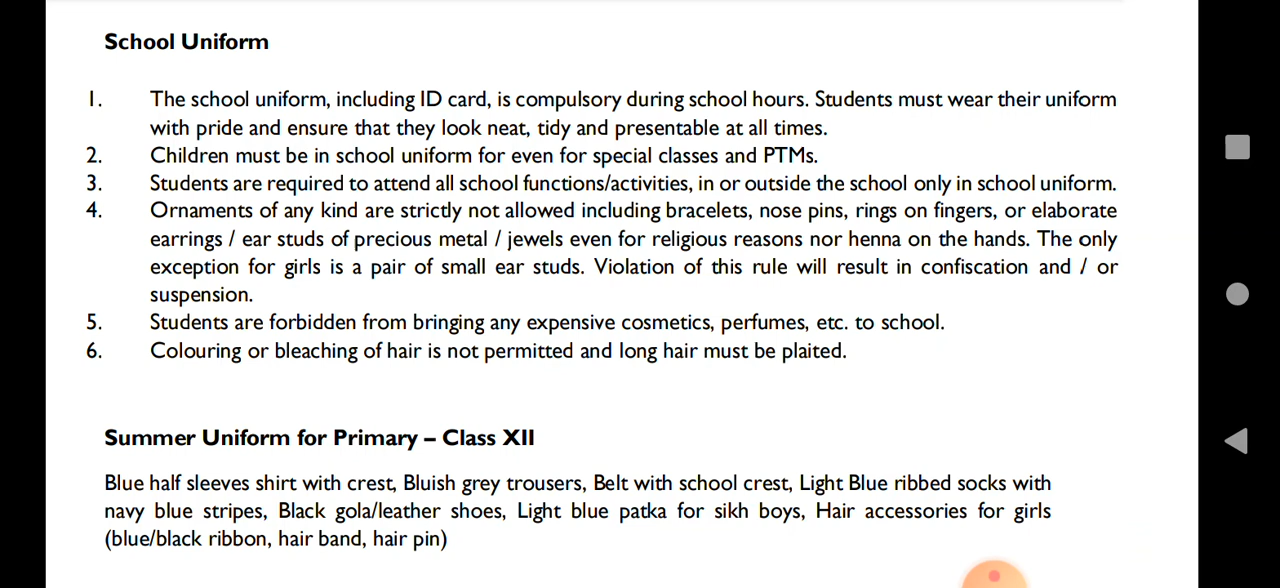 School Uniform
1. The school uniform, including ID card, is compulsory during school hours. Students must wear their uniform
with pride and ensure that they look neat, tidy and presentable at all times.
2. Children must be in school uniform for even for special classes and PTMs.
3. Students are required to attend all school functions/activities, in or outside the school only in school uniform.
4. Ornaments of any kind are strictly not allowed including bracelets, nose pins, rings on fingers, or elaborate
earrings / ear studs of precious metal / jewels even for religious reasons nor henna on the hands. The only
exception for girls is a pair of small ear studs. Violation of this rule will result in confiscation and / or
suspension.
5. Students are forbidden from bringing any expensive cosmetics, perfumes, etc. to school.
6. Colouring or bleaching of hair is not permitted and long hair must be plaited.
Summer Uniform for Primary – Class XII
Blue half sleeves shirt with crest, Bluish grey trousers, Belt with school crest, Light Blue ribbed socks with
navy blue stripes, Black gola/leather shoes, Light blue patka for sikh boys, Hair accessories for girls
(blue/black ribbon, hair band, hair pin)